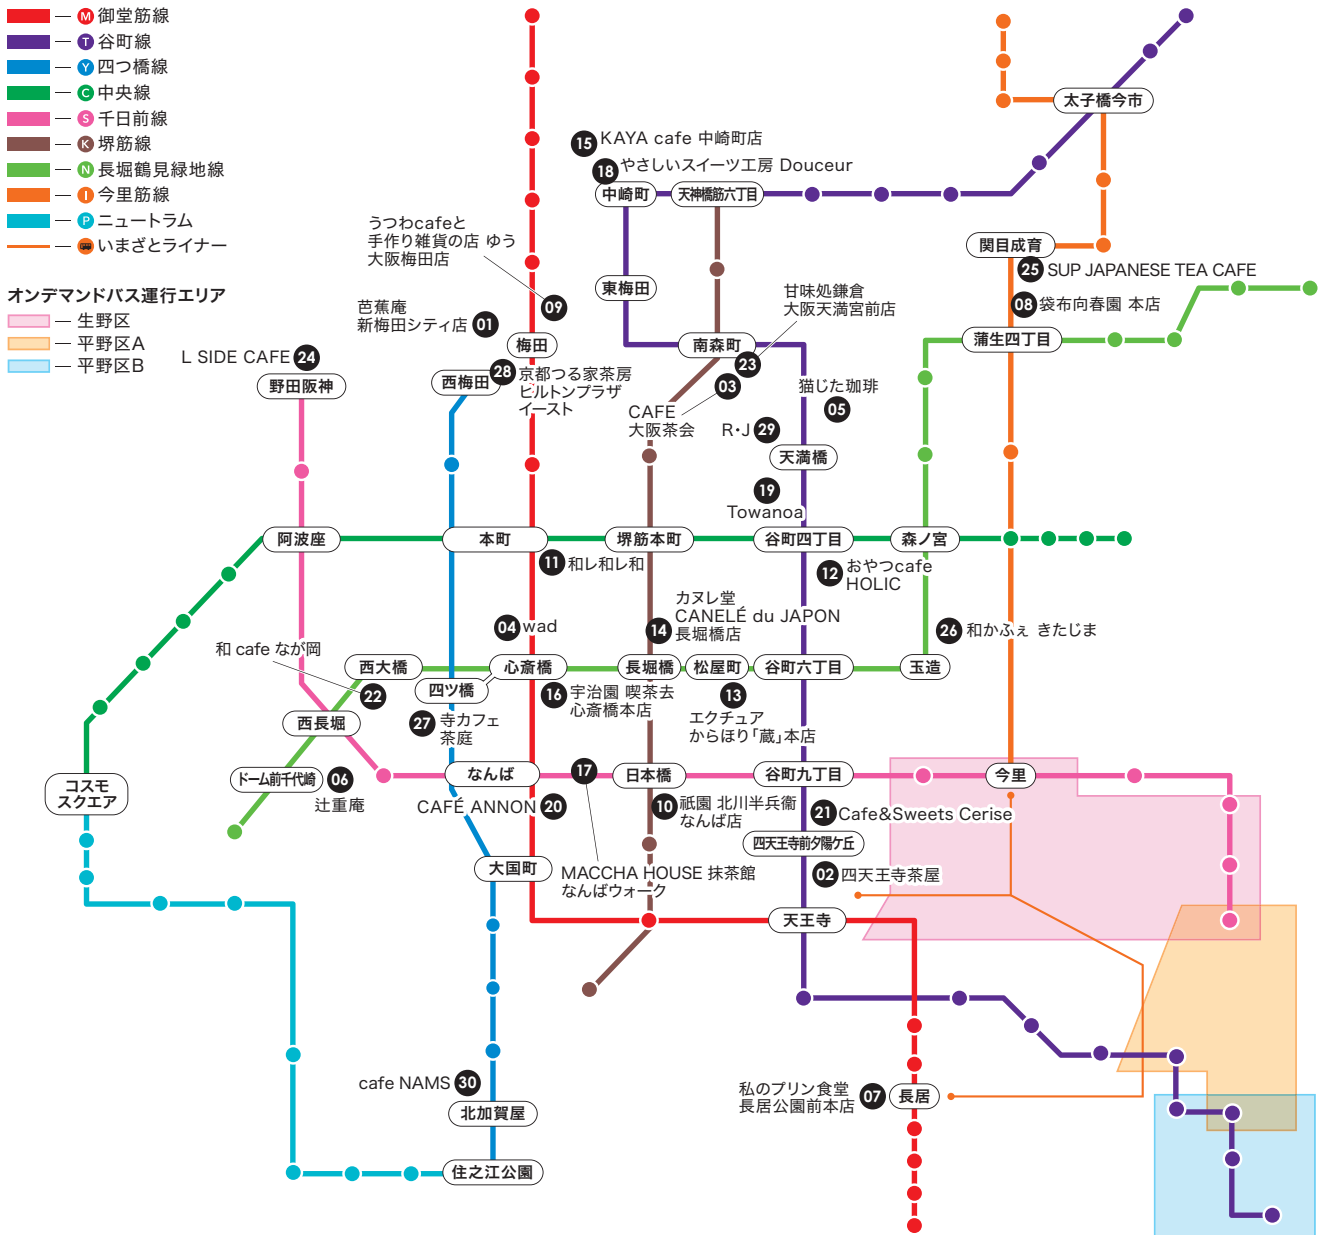 M 御堂筋線
T 谷町線
Y 四つ橋線
C 中央線
S 千日前線
K 堺筋線
N 長堀鶴見緑地線
I 今里筋線
P ニュートラム
いまざとライナー
オンデマンドバス運行エリア
生野区
平野区A
平野区B
太子橋今市
15 KAYA cafe 中崎町店
18 やさしいスイーツ工房 Douceur
中崎町
天神橋筋六丁目
うつわcafeと
手作り雑貨の店 ゆう
大阪梅田店
09
関目成育
25 SUP JAPANESE TEA CAFE
東梅田
甘味処鎌倉
大阪天満宮前店
23
08 袋布向春園 本店
芭蕉庵
新梅田シティ店 01
梅田
南森町
蒲生四丁目
L SIDE CAFE 24
野田阪神
西梅田
28 京都つる家茶房
ヒルトンプラザ
イースト
03
CAFE
大阪茶会
猫じた珈琲
05
R・J 29
天満橋
19
Towanoa
阿波座
本町
堺筋本町
谷町四丁目
森ノ宮
11 和レ和レ和
12 おやつcafe
HOLIC
04 wad
カヌレ堂
CANELÉ du JAPON
14 長堀橋店
26 和かふぇ きたじま
和 cafe なが岡
22
西大橋
心斎橋
長堀橋
松屋町
谷町六丁目
玉造
四ツ橋
16 宇治園 喫茶去
心斎橋本店
13
エクチュア
からほり「蔵」本店
西長堀
27 寺カフェ
茶庭
コスモ
スクエア
ドーム前千代崎
06
辻重庵
なんば
17
日本橋
谷町九丁目
今里
CAFÉ ANNON 20
10 祇園 北川半兵衞
なんば店
21 Cafe&Sweets Cerise
四天王寺前夕陽ケ丘
大国町
MACCHA HOUSE 抹茶館
なんばウォーク
02 四天王寺茶屋
天王寺
cafe NAMS 30
北加賀屋
私のプリン食堂
長居公園前本店 07
長居
住之江公園